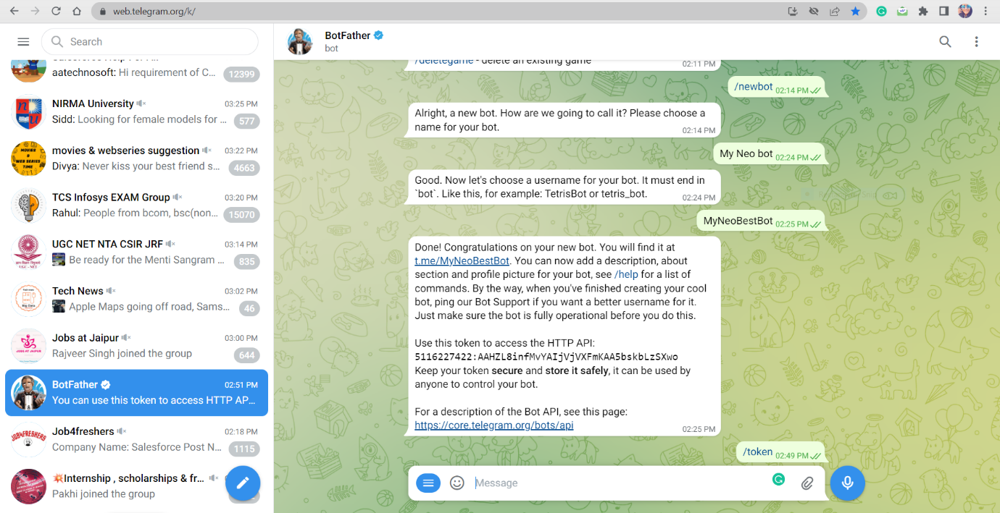 web.telegram.org/k/
Search
aatechnosoft: Hi requirement of C...
12399
NIRMA University
03:25 PM
Sidd: Looking for female models for ...
577
movies & webseries suggestion
03:22 PM
Divya: Never kiss your best friend s...
4663
TCS Infosys EXAM Group
03:20 PM
Rahul: People from bcom, bsc(non...
15070
UGC NET NTA CSIR JRF
03:14 PM
Be ready for the Menti Sangram ...
835
Tech News
03:02 PM
Apple Maps going off road, Sams...
46
Jobs at Jaipur
03:00 PM
Rajveer Singh joined the group
644
BotFather
02:51 PM
You can use this token to access HTTP AP...
Job4freshers
02:18 PM
Company Name: Salesforce Post N...
1115
💥Internship , scholarships & fr...
Pakhi joined the group
BotFather
bot
/deletegame - delete an existing game
02:11 PM
/newbot 02:14 PM
Alright, a new bot. How are we going to call it? Please choose a
name for your bot.
02:14 PM
My Neo bot 02:24 PM
Good. Now let's choose a username for your bot. It must end in
`bot`. Like this, for example: TetrisBot or tetris_bot.
02:24 PM
MyNeoBestBot 02:25 PM
Done! Congratulations on your new bot. You will find it at
t.me/MyNeoBestBot. You can now add a description, about
section and profile picture for your bot, see /help for a list of
commands. By the way, when you've finished creating your cool
bot, ping our Bot Support if you want a better username for it.
Just make sure the bot is fully operational before you do this.
Use this token to access the HTTP API:
5116227422:AAHZL8infMvYAIjVjVXFmKAA5bskbLzSXwo
Keep your token secure and store it safely, it can be used by
anyone to control your bot.
For a description of the Bot API, see this page:
https://core.telegram.org/bots/api
02:25 PM
/token 02:49 PM
Message